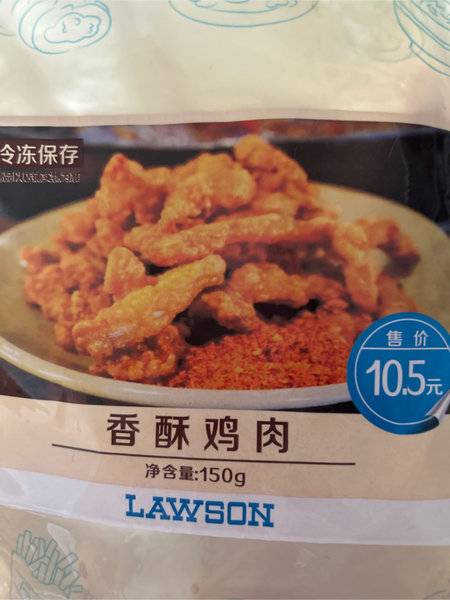 冷冻保存
售价
10.5元
香酥鸡肉
净含量:150g
LAWSON